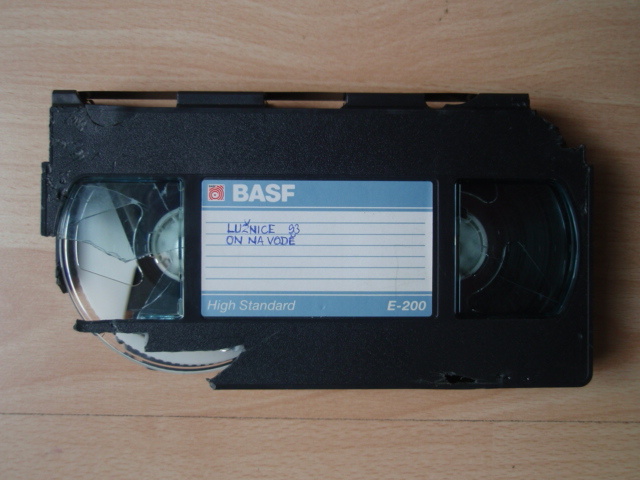 BASF
LUŽNICE 93
ON NA VODĚ
High Standard E-200